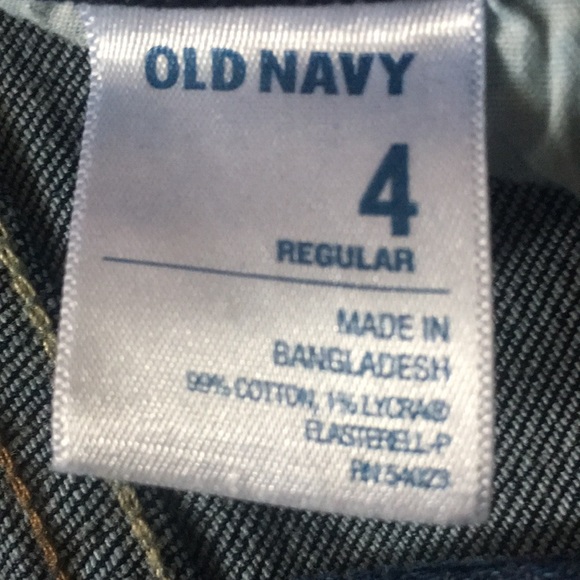 OLD NAVY
4
REGULAR
MADE IN
BANGLADESH
99% COTTON, 1% LYCRA®
ELASTERELL-P
RN 54023